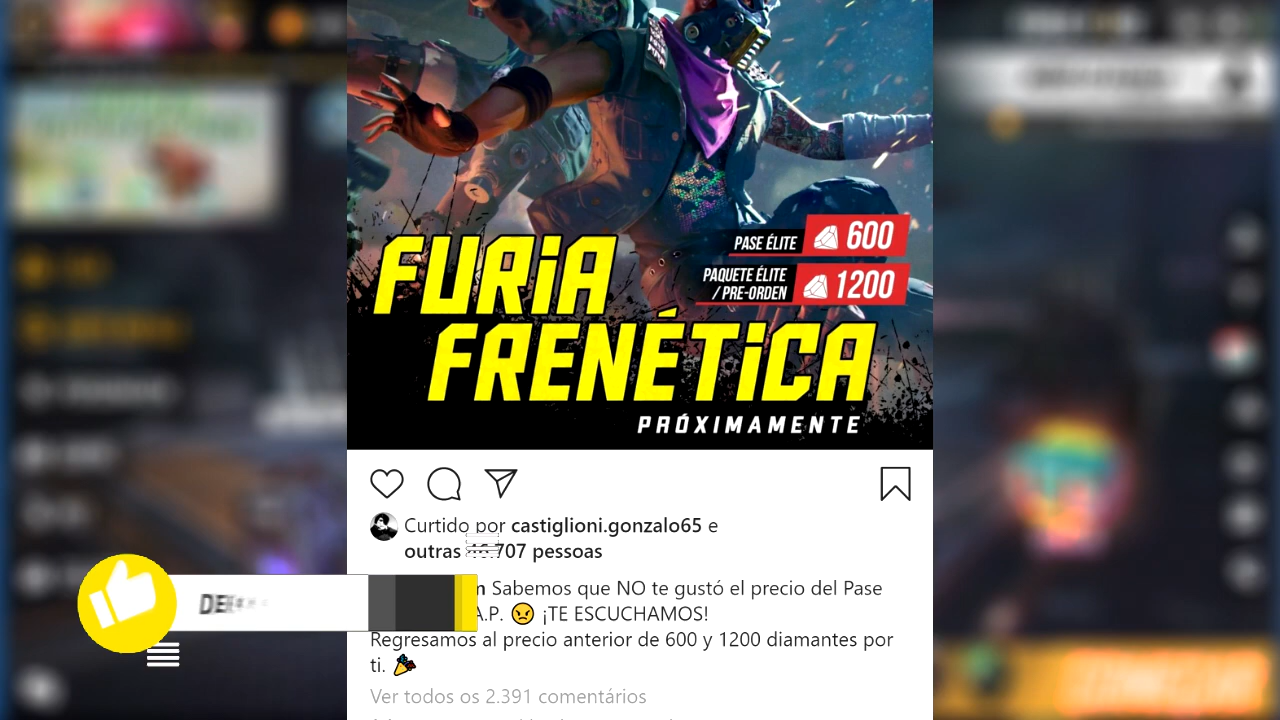 PASE ÉLITE 600
PAQUETE ÉLITE
/ PRE-ORDEN 1200
FURiA
FRENÉTiCA
PRÓXIMAMENTE
Curtido por castiglioni.gonzalo65 e
outras 46.707 pessoas
Sabemos que NO te gustó el precio del Pase
A.P. 😠 ¡TE ESCUCHAMOS!
Regresamos al precio anterior de 600 y 1200 diamantes por
ti. 🎉
Ver todos os 2.391 comentários